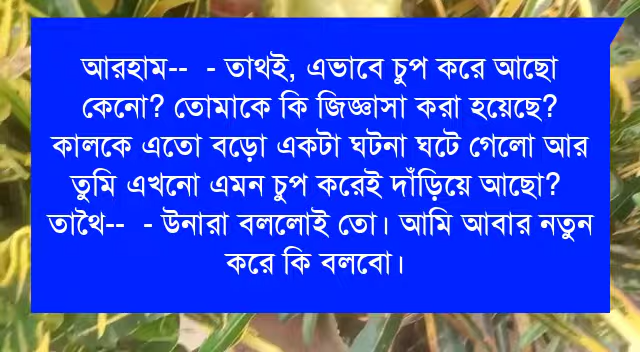 আরহাম--  - তাথই, এভাবে চুপ করে আছো
কেনো? তোমাকে কি জিজ্ঞাসা করা হয়েছে?
কালকে এতো বড়ো একটা ঘটনা ঘটে গেলো আর
তুমি এখনো এমন চুপ করেই দাঁড়িয়ে আছো?
তাথৈ--  - উনারা বললোই তো। আমি আবার নতুন
করে কি বলবো।